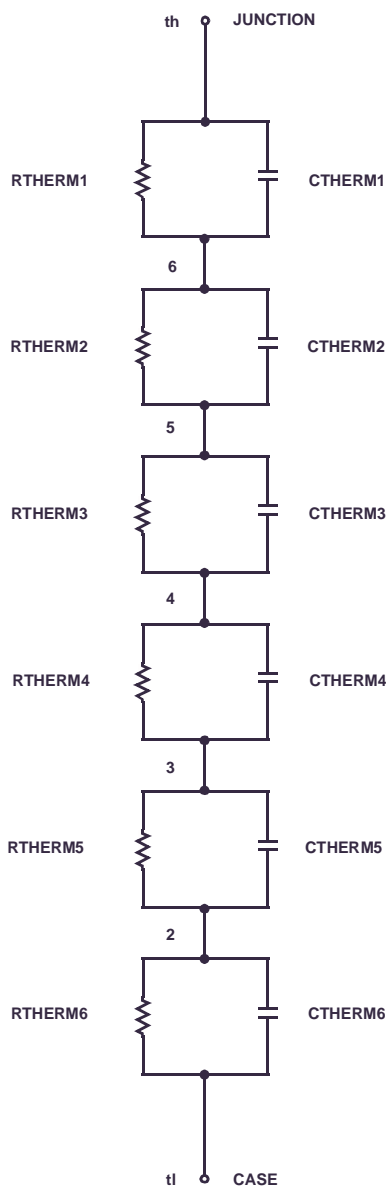 th JUNCTION
RTHERM1 CTHERM1
6
RTHERM2 CTHERM2
5
RTHERM3 CTHERM3
4
RTHERM4 CTHERM4
3
RTHERM5 CTHERM5
2
RTHERM6 CTHERM6
tl CASE